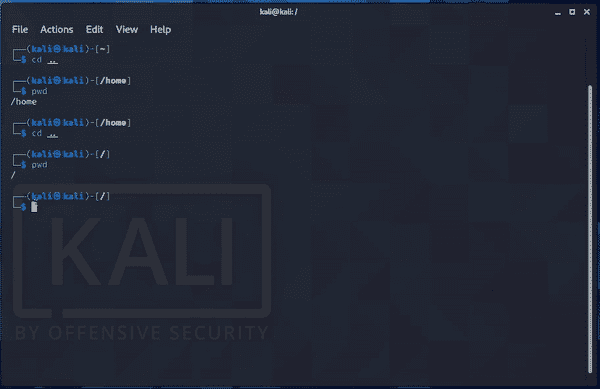 kali@kali: /
File Actions Edit View Help
┌──(kali㉿kali)-[~]
└─$ cd ..
┌──(kali㉿kali)-[/home]
└─$ pwd
/home
┌──(kali㉿kali)-[/home]
└─$ cd ..
┌──(kali㉿kali)-[/]
└─$ pwd
/
┌──(kali㉿kali)-[/]
└─$
KALI
BY OFFENSIVE SECURITY